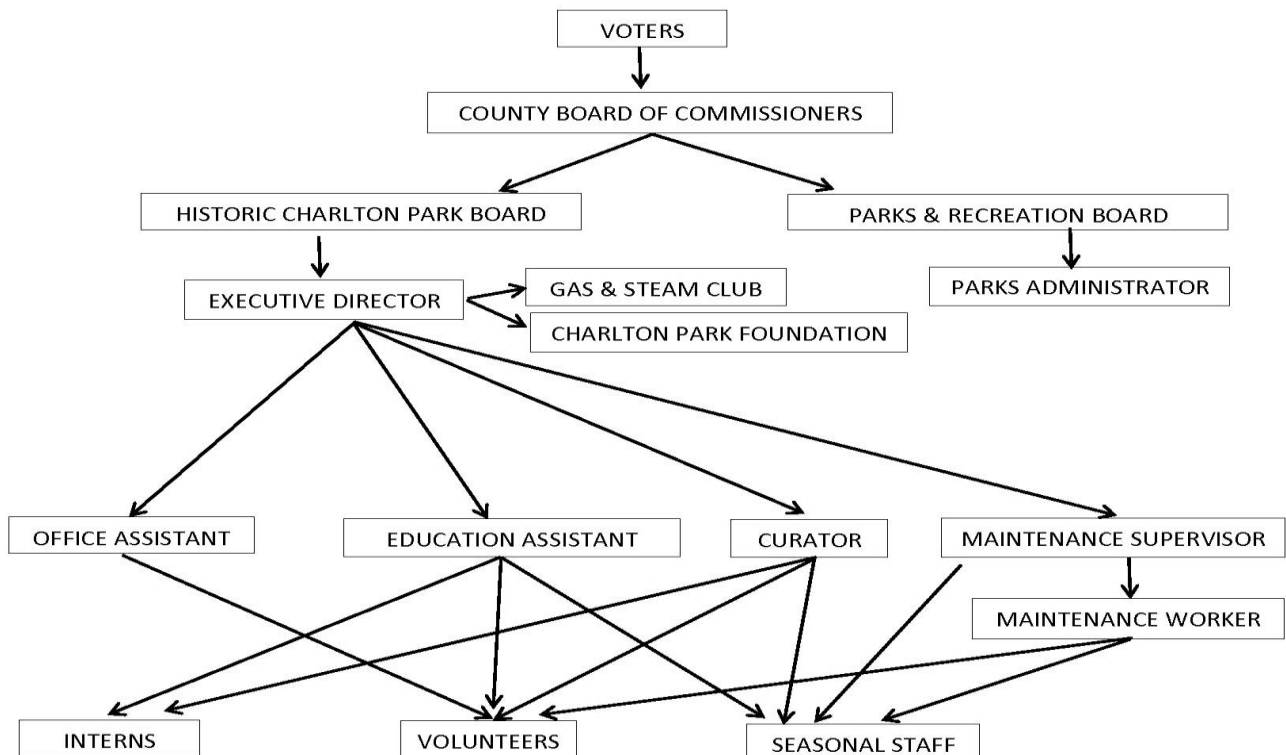 VOTERS
COUNTY BOARD OF COMMISSIONERS
HISTORIC CHARLTON PARK BOARD
PARKS & RECREATION BOARD
EXECUTIVE DIRECTOR
GAS & STEAM CLUB
PARKS ADMINISTRATOR
CHARLTON PARK FOUNDATION
OFFICE ASSISTANT
EDUCATION ASSISTANT
CURATOR
MAINTENANCE SUPERVISOR
MAINTENANCE WORKER
INTERNS
VOLUNTEERS
SEASONAL STAFF